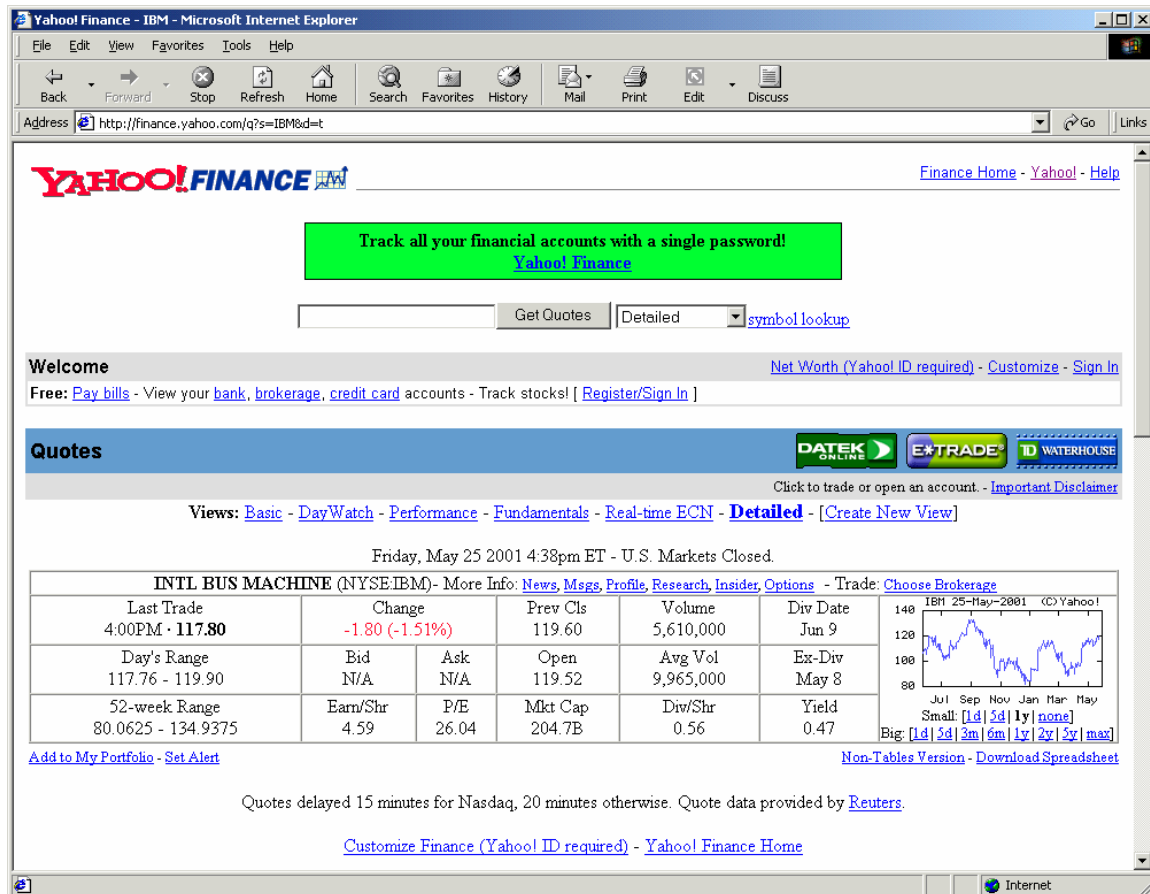 Yahoo! Finance - IBM - Microsoft Internet Explorer
File Edit View Favorites Tools Help
Back Forward Stop Refresh Home Search Favorites History Mail Print Edit Discuss
Address http://finance.yahoo.com/q?s=IBM&d=t Go Links
YAHOO! FINANCE Finance Home - Yahoo! - Help
Track all your financial accounts with a single password!
Yahoo! Finance
Get Quotes Detailed symbol lookup
Welcome Net Worth (Yahoo! ID required) - Customize - Sign In
Free: Pay bills - View your bank, brokerage, credit card accounts - Track stocks! [ Register/Sign In ]
Quotes DATEK ONLINE E*TRADE TD WATERHOUSE
Click to trade or open an account. - Important Disclaimer
Views: Basic - DayWatch - Performance - Fundamentals - Real-time ECN - Detailed - [Create New View]
Friday, May 25 2001 4:38pm ET - U.S. Markets Closed.
INTL BUS MACHINE (NYSE:IBM)- More Info: News, Msgs, Profile, Research, Insider, Options - Trade: Choose Brokerage
Last Trade Change Prev Cls Volume Div Date
4:00PM · 117.80 -1.80 (-1.51%) 119.60 5,610,000 Jun 9
Day's Range Bid Ask Open Avg Vol Ex-Div
117.76 - 119.90 N/A N/A 119.52 9,965,000 May 8
52-week Range Earn/Shr P/E Mkt Cap Div/Shr Yield
80.0625 - 134.9375 4.59 26.04 204.7B 0.56 0.47
IBM 25-May-2001 (C)Yahoo!
140
120
100
80
Jul Sep Nov Jan Mar May
Small: [1d | 5d | 1y | none]
Big: [1d | 5d | 3m | 6m | 1y | 2y | 5y | max]
Add to My Portfolio - Set Alert Non-Tables Version - Download Spreadsheet
Quotes delayed 15 minutes for Nasdaq, 20 minutes otherwise. Quote data provided by Reuters.
Customize Finance (Yahoo! ID required) - Yahoo! Finance Home
Internet